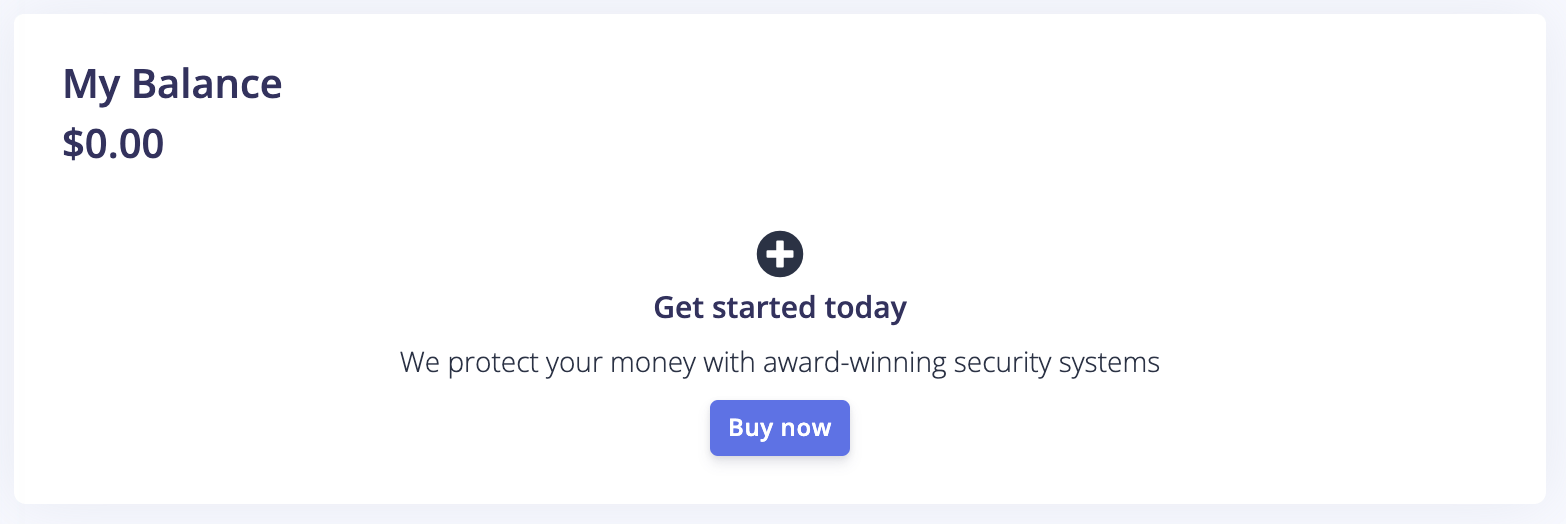 My Balance
$0.00
Get started today
We protect your money with award-winning security systems
Buy now